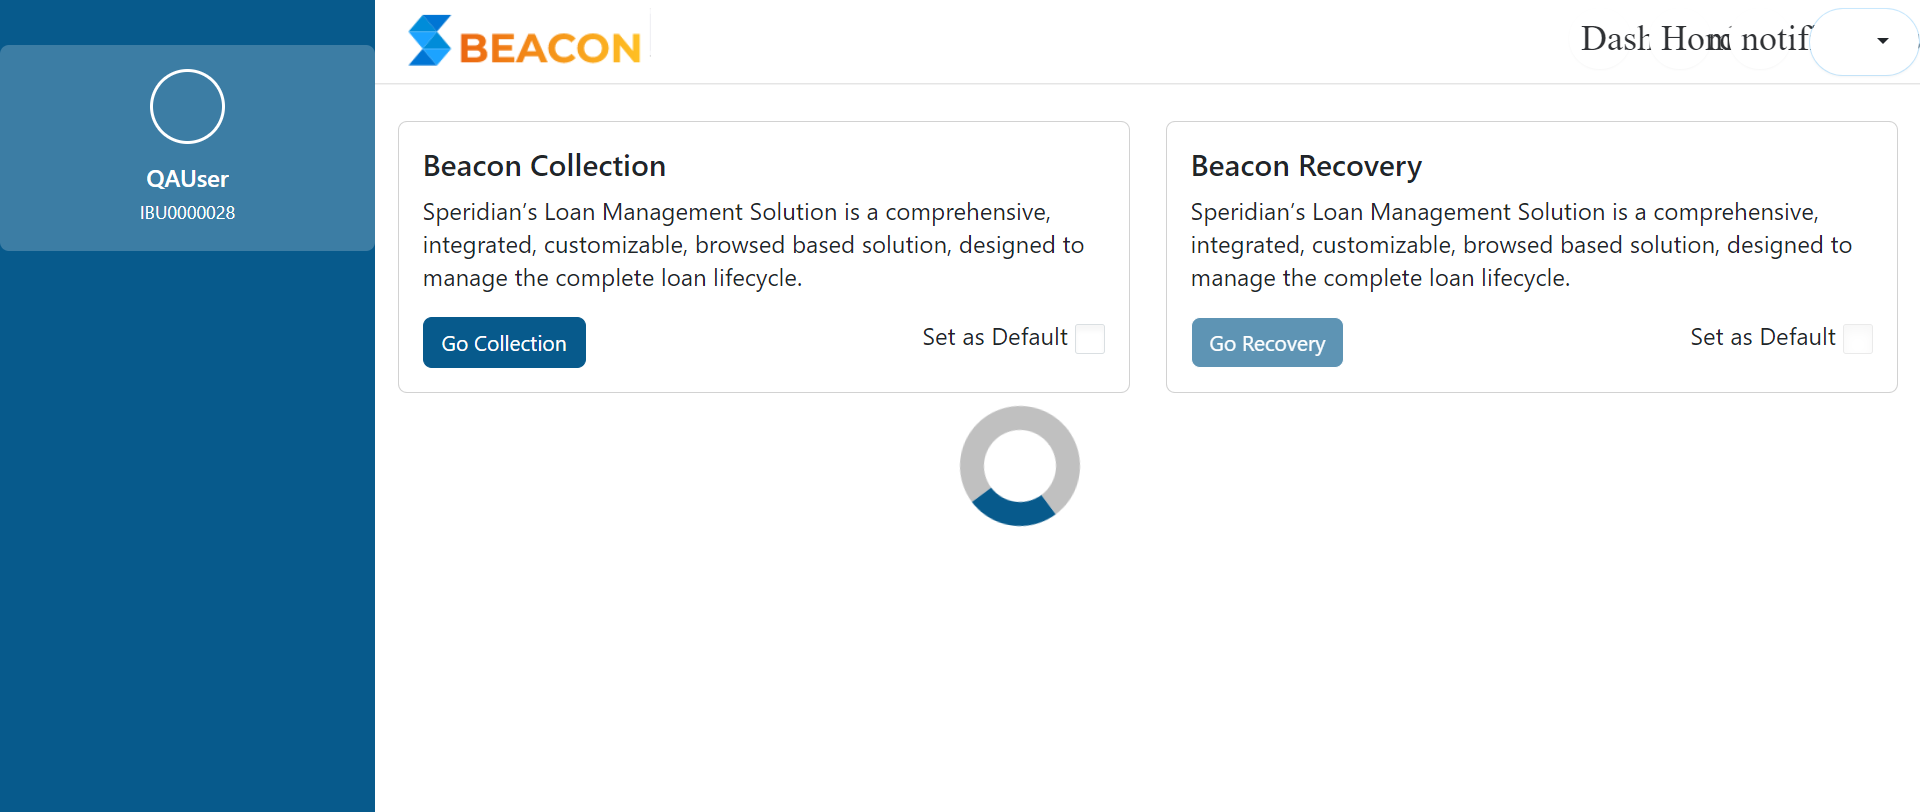 BEACON
Dash Hom notif
QAUser
IBU0000028
Beacon Collection
Speridian’s Loan Management Solution is a comprehensive,
integrated, customizable, browsed based solution, designed to
manage the complete loan lifecycle.
Go Collection
Set as Default
Beacon Recovery
Speridian’s Loan Management Solution is a comprehensive,
integrated, customizable, browsed based solution, designed to
manage the complete loan lifecycle.
Go Recovery
Set as Default